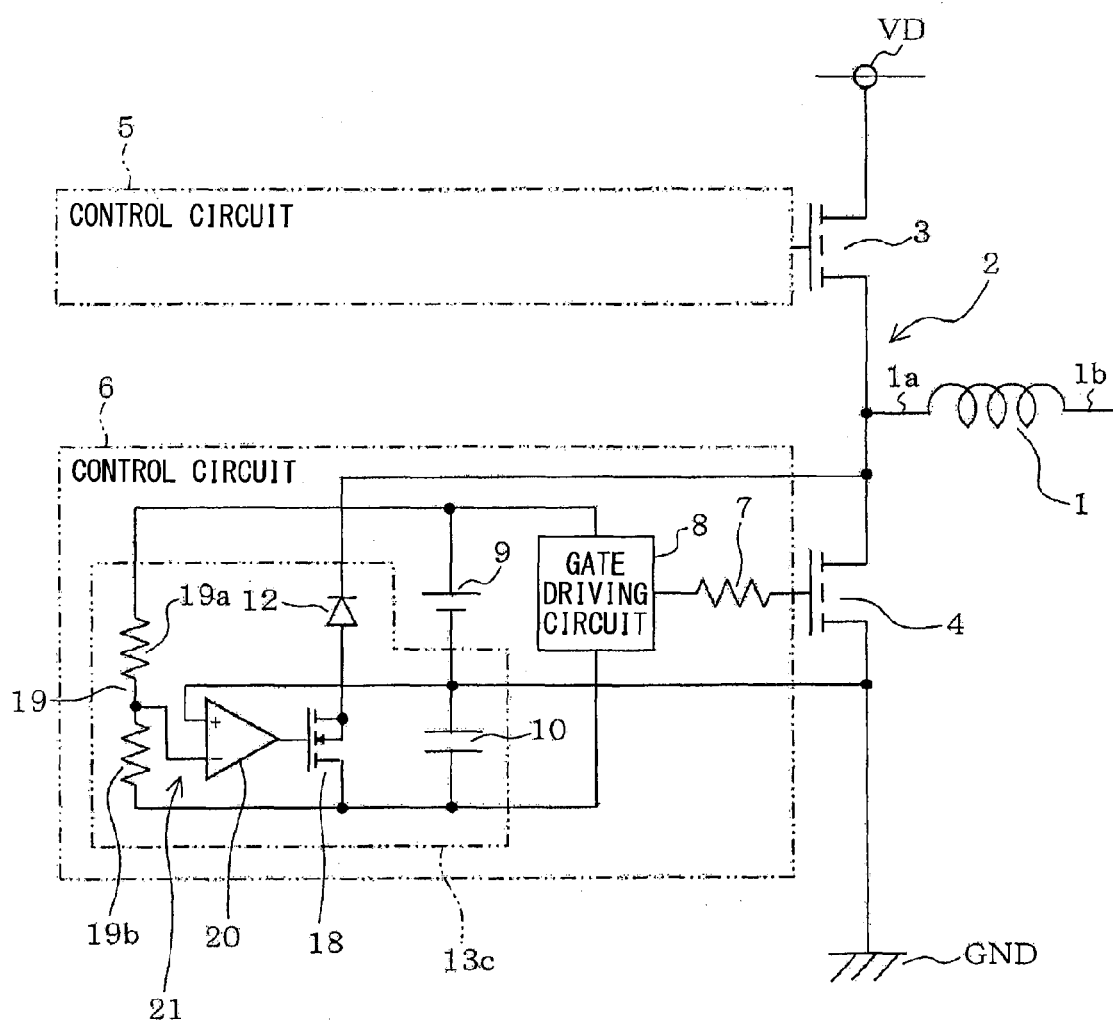 VD
5
CONTROL CIRCUIT
3
2
1a
1b
6
CONTROL CIRCUIT
1
7
8
9
GATE
DRIVING
CIRCUIT
19a
12
4
19
+
10
−
19b
20
18
13c
GND
21